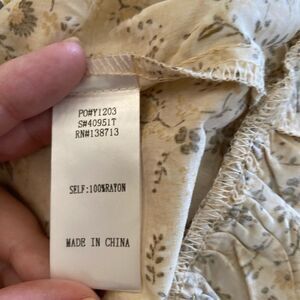 PO#Y1203
S#40951T
RN#138713
SELF:100%RAYON
MADE IN CHINA